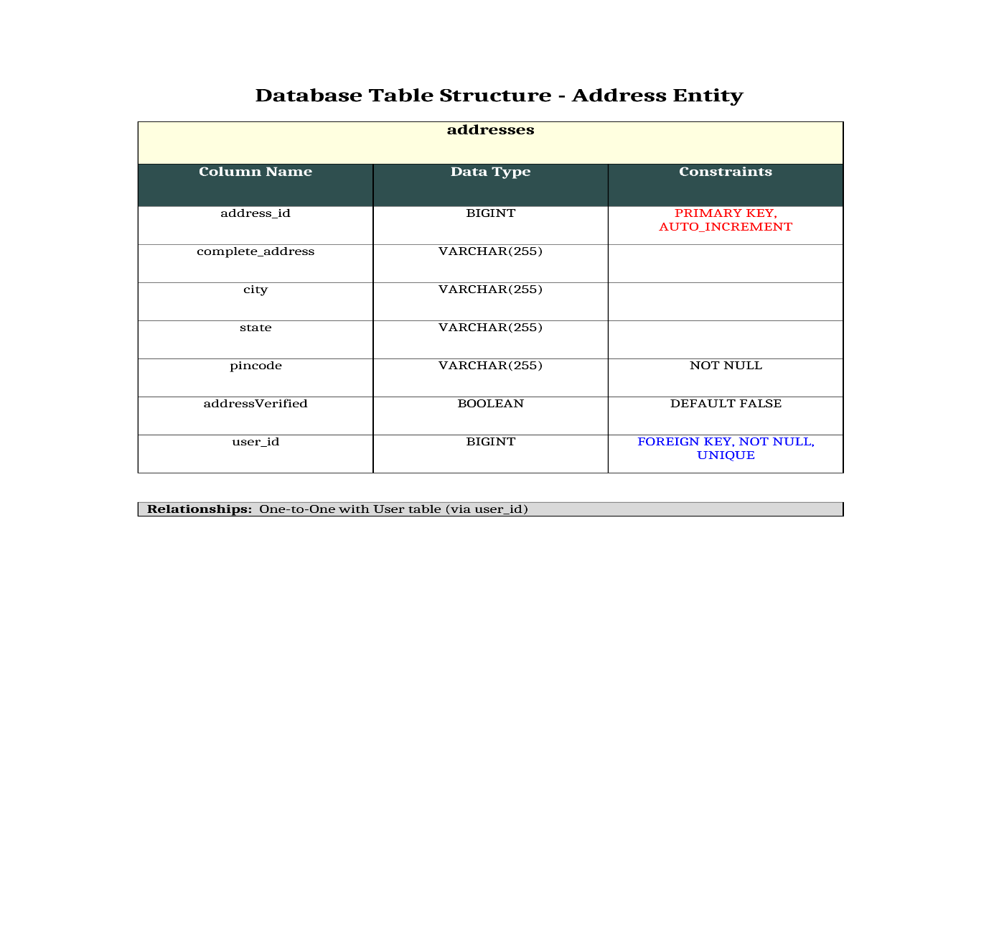 Database Table Structure - Address Entity
addresses
Column Name Data Type Constraints
address_id BIGINT PRIMARY KEY,
AUTO_INCREMENT
complete_address VARCHAR(255)
city VARCHAR(255)
state VARCHAR(255)
pincode VARCHAR(255) NOT NULL
addressVerified BOOLEAN DEFAULT FALSE
user_id BIGINT FOREIGN KEY, NOT NULL,
UNIQUE
Relationships: One-to-One with User table (via user_id)